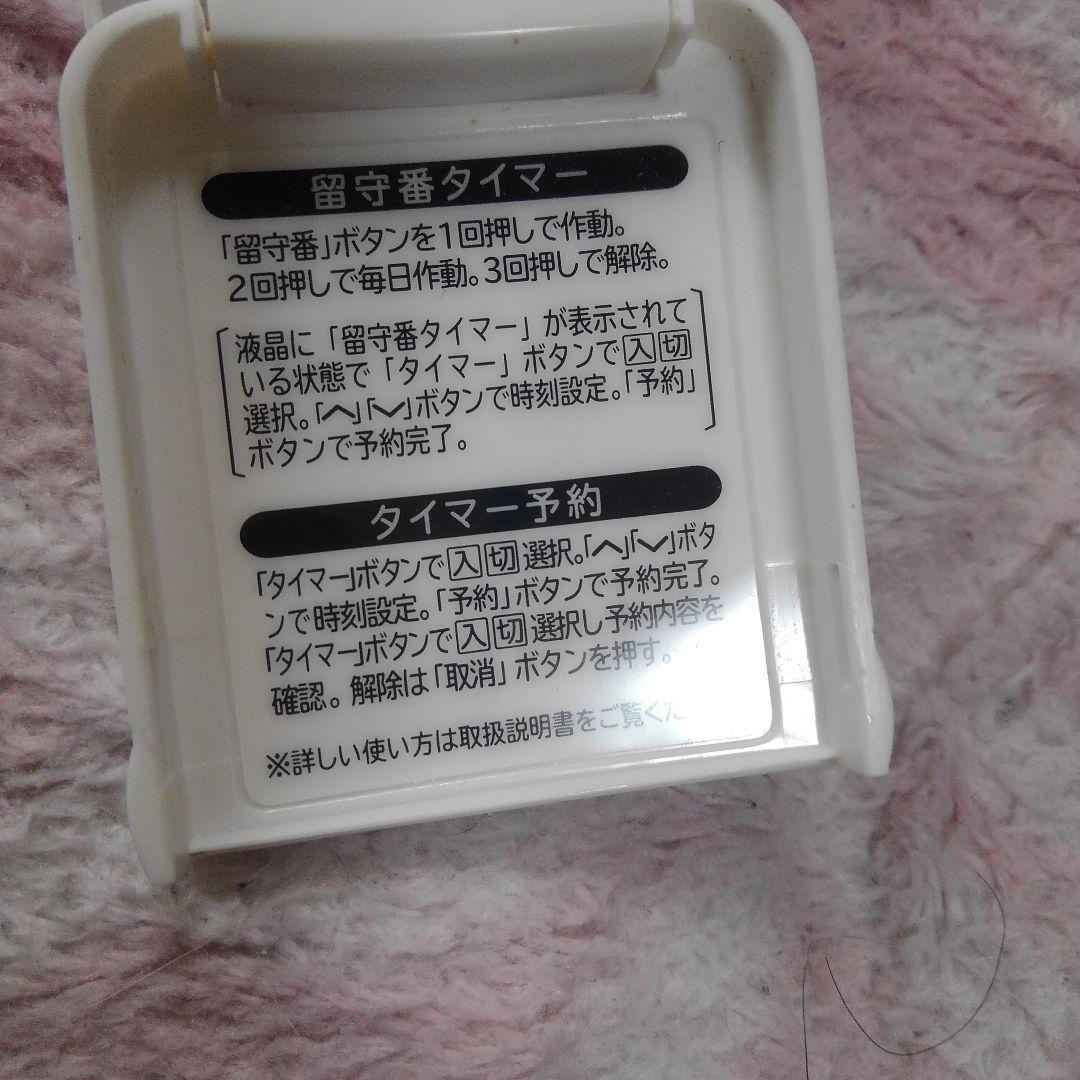 留守番タイマー
「留守番」ボタンを1回押しで作動。
2回押しで毎日作動。3回押しで解除。
液晶に「留守番タイマー」が表示されて
いる状態で「タイマー」ボタンで入切
選択。「へ」「∨」ボタンで時刻設定。「予約」
ボタンで予約完了。
タイマー予約
「タイマー」ボタンで入切選択。「へ」「∨」ボタ
ンで時刻設定。「予約」ボタンで予約完了。
「タイマー」ボタンで入切選択し予約内容を
確認。解除は「取消」ボタンを押す。
※詳しい使い方は取扱説明書をご覧くだ